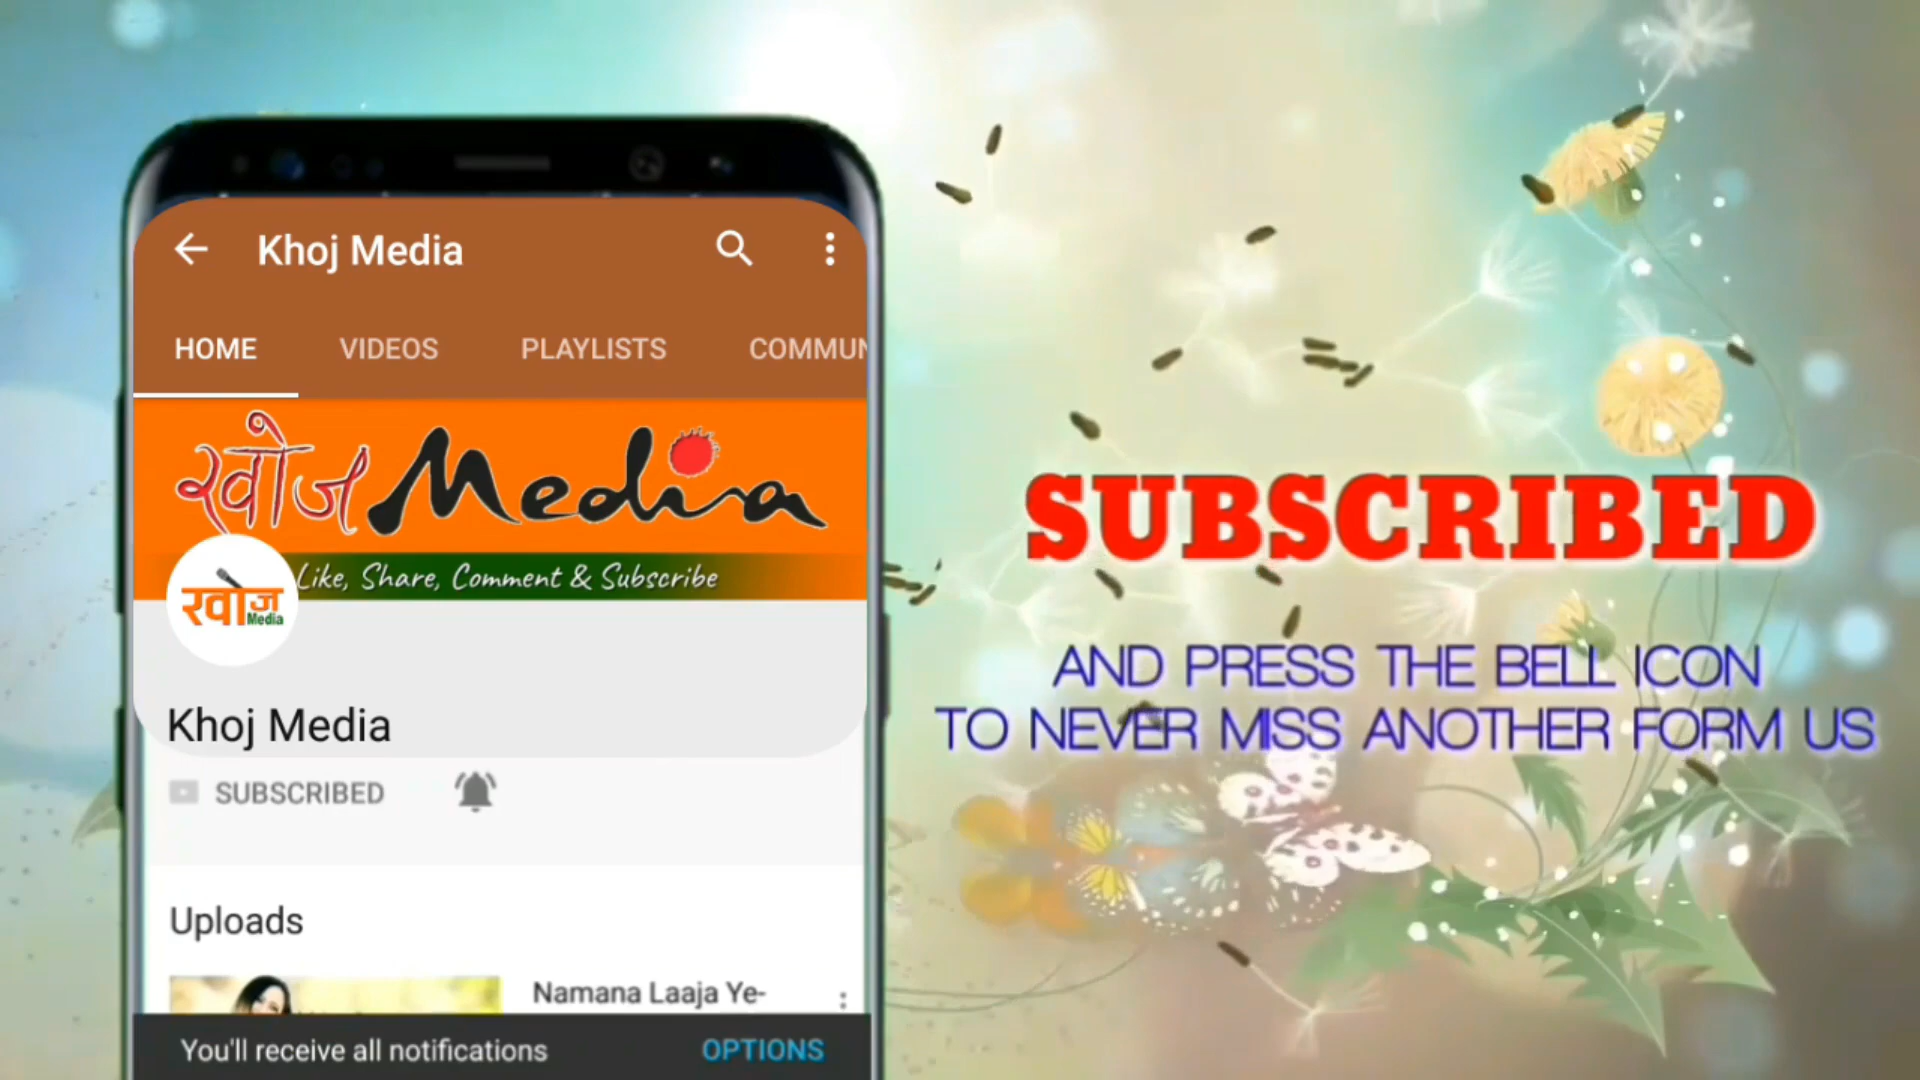 Khoj Media
HOME VIDEOS PLAYLISTS COMMUN
खोज Media
Like, Share, Comment & Subscribe
खोज
Media
Khoj Media
SUBSCRIBED
Uploads
Namana Laaja Ye-
You'll receive all notifications OPTIONS
SUBSCRIBED
AND PRESS THE BELL ICON
TO NEVER MISS ANOTHER FORM US